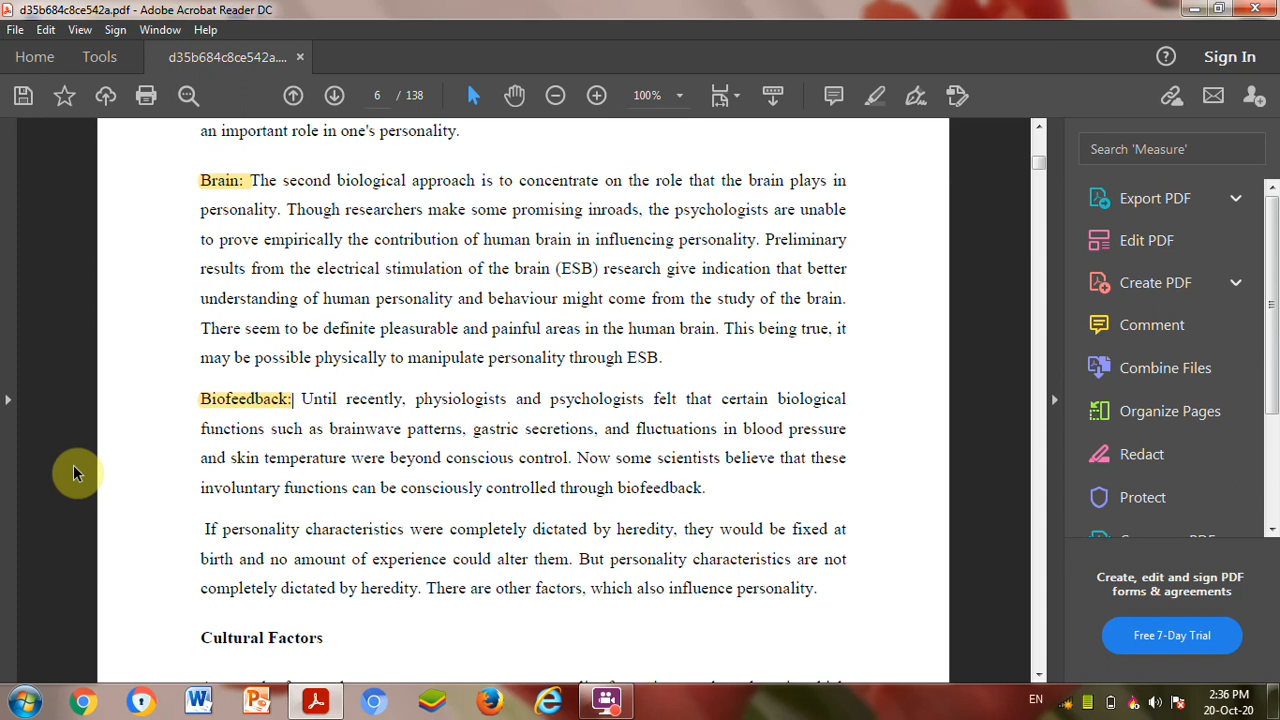 d35b684c8ce542a.pdf - Adobe Acrobat Reader DC
File Edit View Sign Window Help
Home Tools d35b684c8ce542a.... × Sign In
6 / 138 100%
an important role in one's personality.
Brain: The second biological approach is to concentrate on the role that the brain plays in
personality. Though researchers make some promising inroads, the psychologists are unable
to prove empirically the contribution of human brain in influencing personality. Preliminary
results from the electrical stimulation of the brain (ESB) research give indication that better
understanding of human personality and behaviour might come from the study of the brain.
There seem to be definite pleasurable and painful areas in the human brain. This being true, it
may be possible physically to manipulate personality through ESB.
Biofeedback: Until recently, physiologists and psychologists felt that certain biological
functions such as brainwave patterns, gastric secretions, and fluctuations in blood pressure
and skin temperature were beyond conscious control. Now some scientists believe that these
involuntary functions can be consciously controlled through biofeedback.
If personality characteristics were completely dictated by heredity, they would be fixed at
birth and no amount of experience could alter them. But personality characteristics are not
completely dictated by heredity. There are other factors, which also influence personality.
Cultural Factors
Search 'Measure'
Export PDF
Edit PDF
Create PDF
Comment
Combine Files
Organize Pages
Redact
Protect
Create, edit and sign PDF
forms & agreements
Free 7-Day Trial
EN
2:36 PM
20-Oct-20